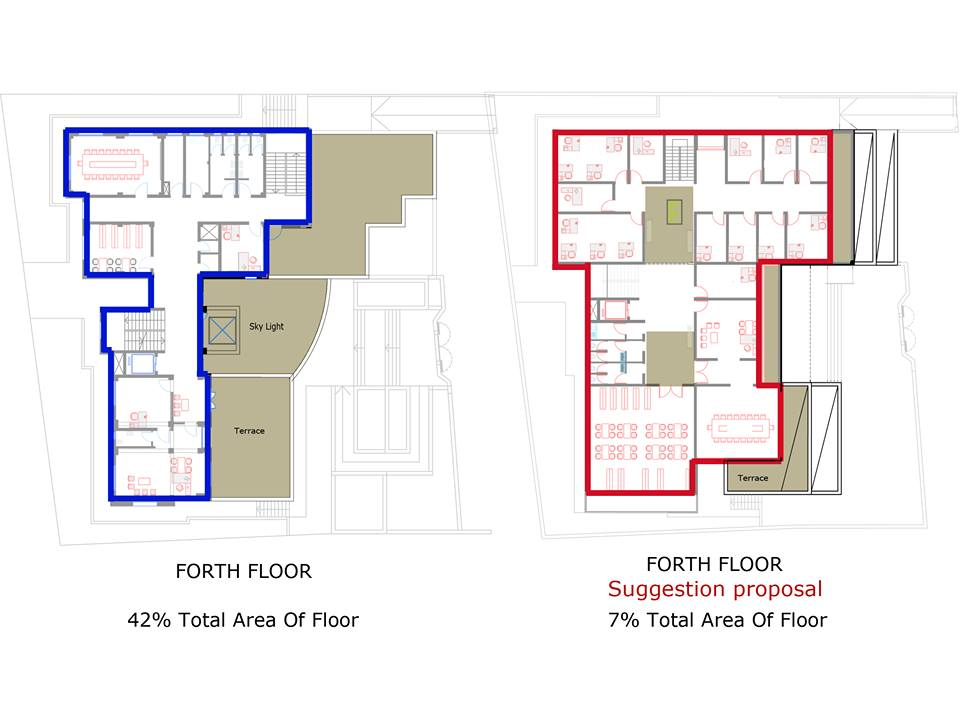 Sky Light
Terrace
Terrace
FORTH FLOOR
42% Total Area Of Floor
FORTH FLOOR
Suggestion proposal
7% Total Area Of Floor